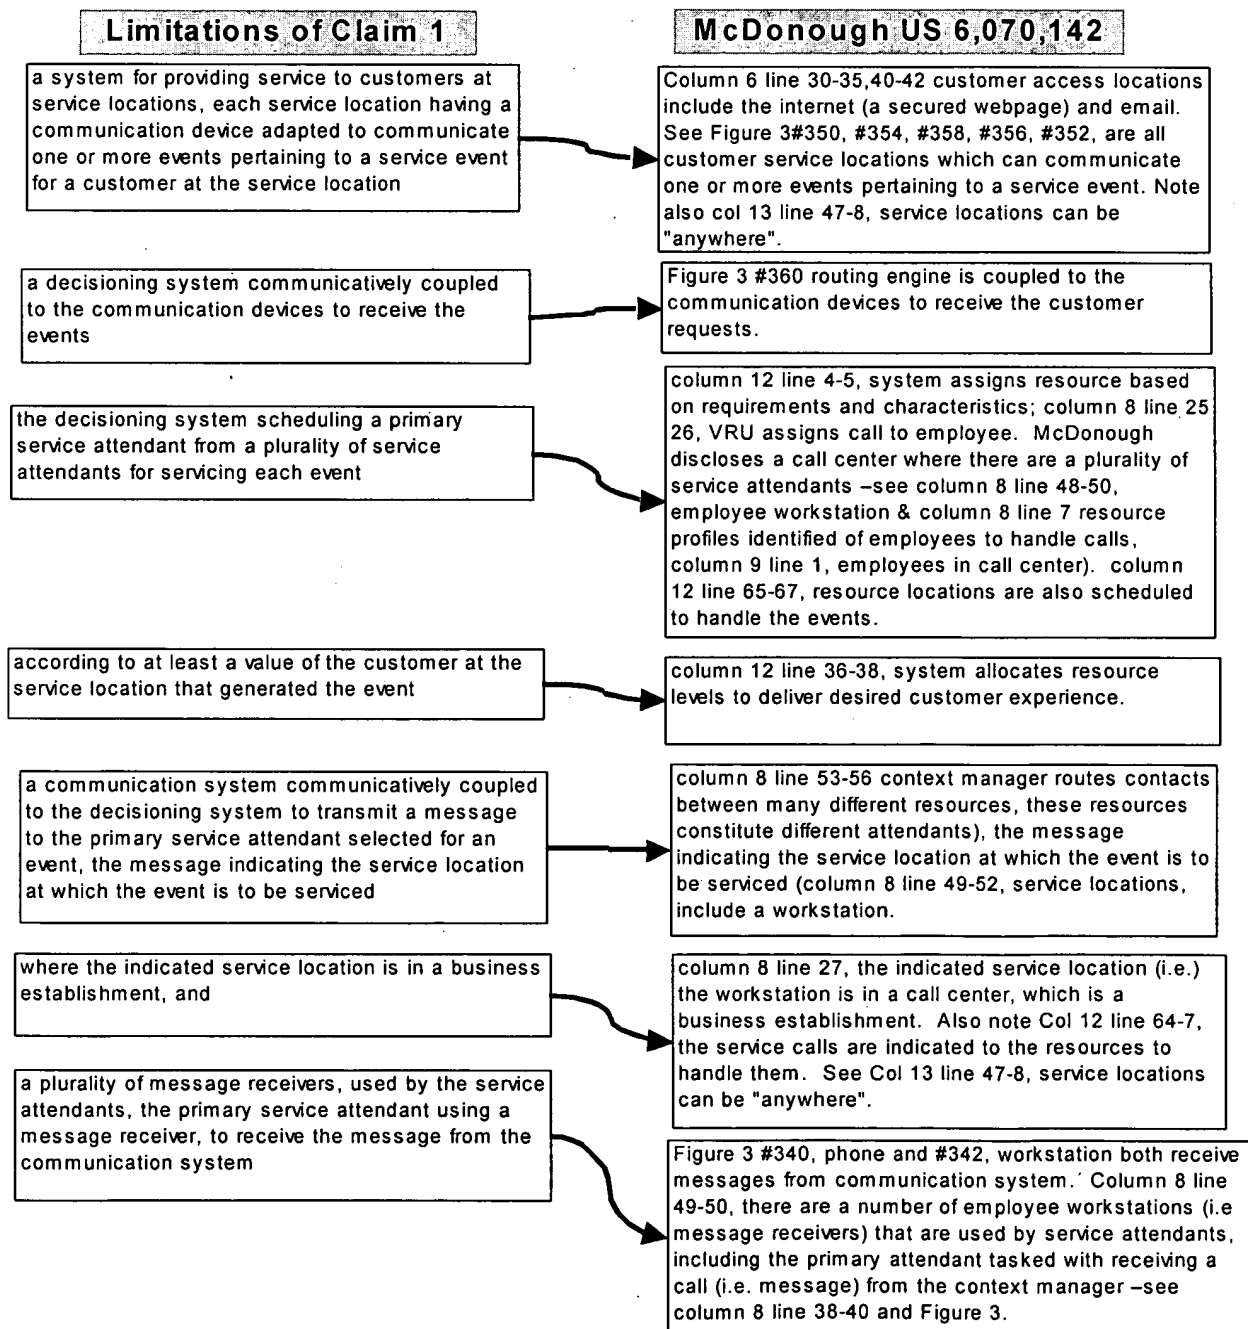 Limitations of Claim 1
McDonough US 6,070,142
a system for providing service to customers at
service locations, each service location having a
communication device adapted to communicate
one or more events pertaining to a service event
for a customer at the service location
Column 6 line 30-35,40-42 customer access locations
include the internet (a secured webpage) and email.
See Figure 3#350, #354, #358, #356, #352, are all
customer service locations which can communicate
one or more events pertaining to a service event. Note
also col 13 line 47-8, service locations can be
"anywhere".
a decisioning system communicatively coupled
to the communication devices to receive the
events
Figure 3 #360 routing engine is coupled to the
communication devices to receive the customer
requests.
the decisioning system scheduling a primary
service attendant from a plurality of service
attendants for servicing each event
column 12 line 4-5, system assigns resource based
on requirements and characteristics; column 8 line 25
26, VRU assigns call to employee. McDonough
discloses a call center where there are a plurality of
service attendants –see column 8 line 48-50,
employee workstation & column 8 line 7 resource
profiles identified of employees to handle calls,
column 9 line 1, employees in call center). column
12 line 65-67, resource locations are also scheduled
to handle the events.
according to at least a value of the customer at the
service location that generated the event
column 12 line 36-38, system allocates resource
levels to deliver desired customer experience.
a communication system communicatively coupled
to the decisioning system to transmit a message
to the primary service attendant selected for an
event, the message indicating the service location
at which the event is to be serviced
column 8 line 53-56 context manager routes contacts
between many different resources, these resources
constitute different attendants), the message
indicating the service location at which the event is to
be serviced (column 8 line 49-52, service locations,
include a workstation.
where the indicated service location is in a business
establishment, and
column 8 line 27, the indicated service location (i.e.)
the workstation is in a call center, which is a
business establishment. Also note Col 12 line 64-7,
the service calls are indicated to the resources to
handle them. See Col 13 line 47-8, service locations
can be "anywhere".
a plurality of message receivers, used by the service
attendants, the primary service attendant using a
message receiver, to receive the message from the
communication system
Figure 3 #340, phone and #342, workstation both receive
messages from communication system. Column 8 line
49-50, there are a number of employee workstations (i.e
message receivers) that are used by service attendants,
including the primary attendant tasked with receiving a
call (i.e. message) from the context manager –see
column 8 line 38-40 and Figure 3.